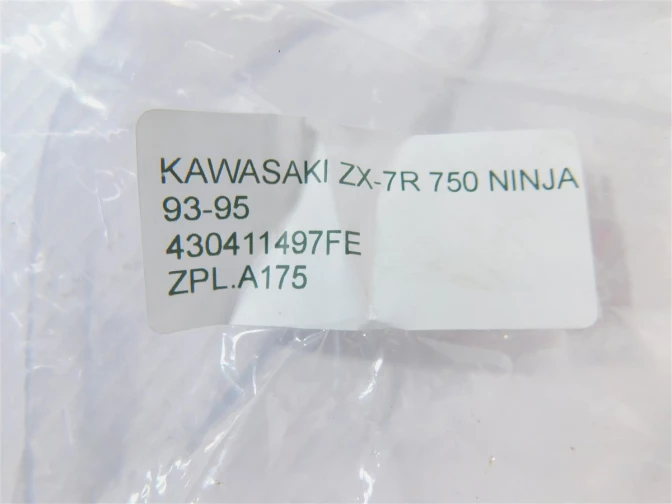 KAWASAKI ZX-7R 750 NINJA
93-95
430411497FE
ZPL.A175